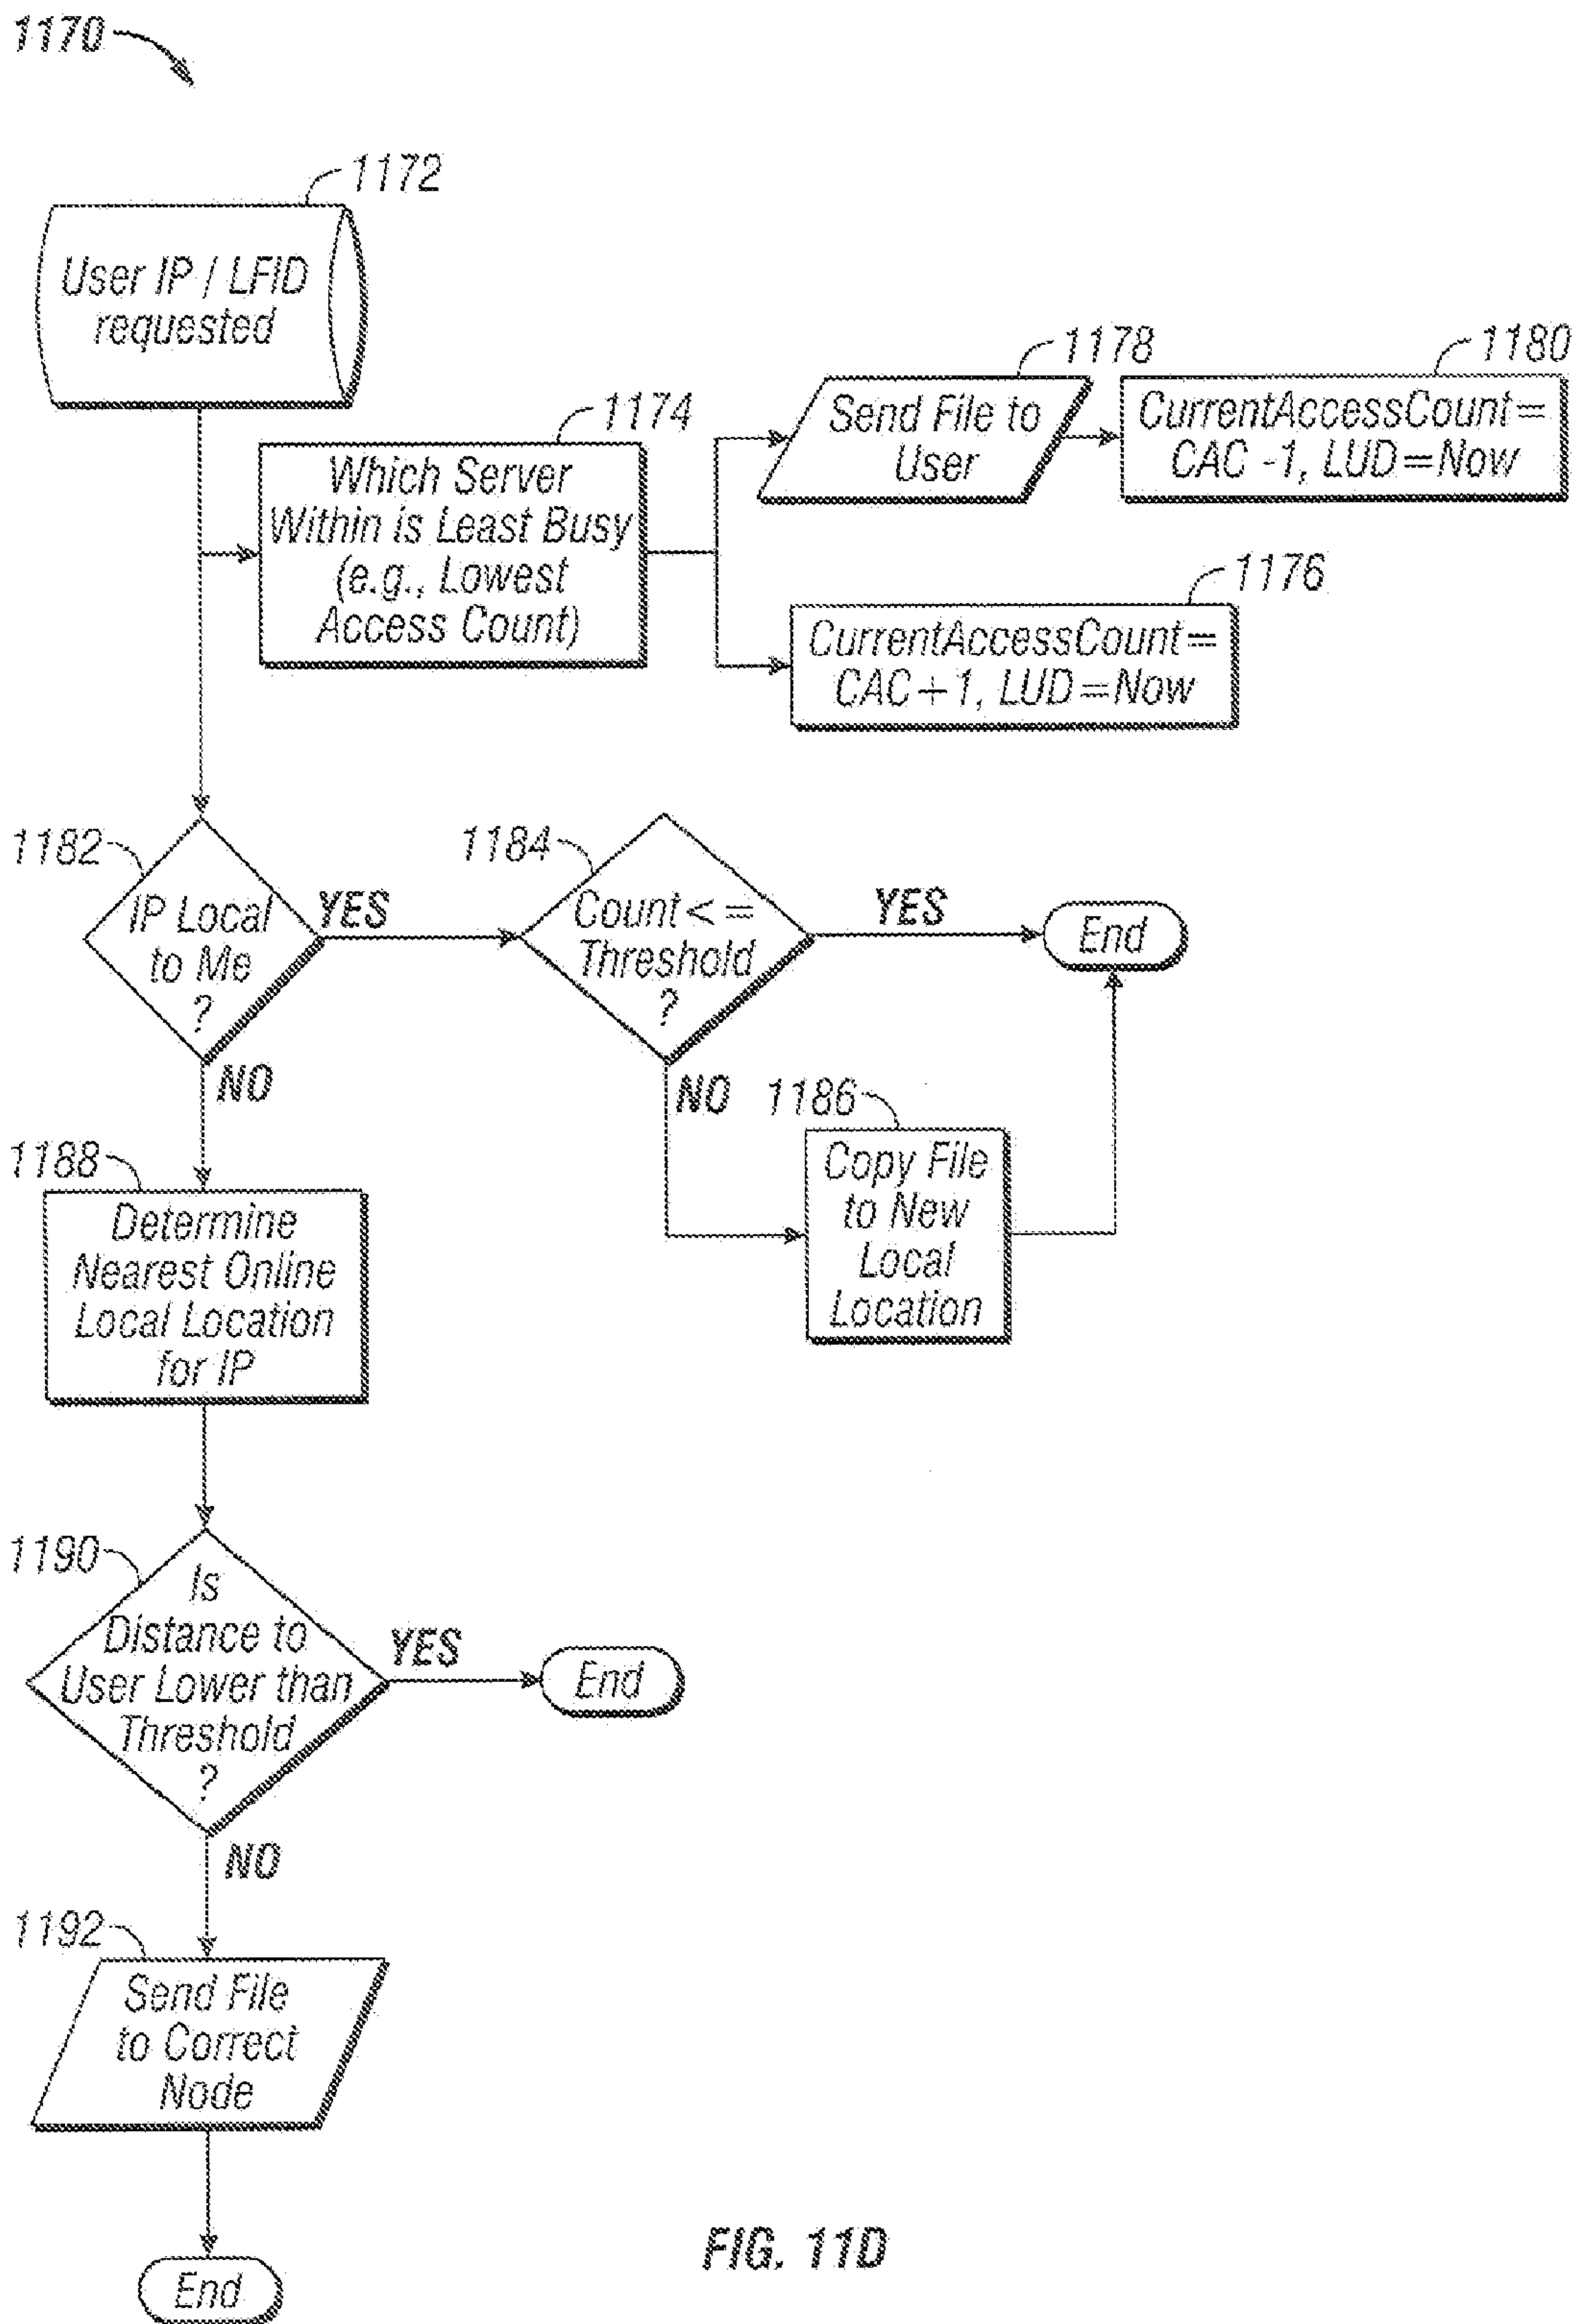 1170
1172
User IP / LFID
requested
1174
Which Server
Within is Least Busy
(e.g., Lowest
Access Count)
1178
Send File to
User
1180
CurrentAccessCount=
CAC -1, LUD=Now
1176
CurrentAccessCount=
CAC+1, LUD=Now
1182
IP Local
to Me
?
YES
NO
1184
Count<=
Threshold
?
YES
End
NO
1186
Copy File
to New
Local
Location
1188
Determine
Nearest Online
Local Location
for IP
1190
Is
Distance to
User Lower than
Threshold
?
YES
End
NO
1192
Send File
to Correct
Node
End
FIG. 11D